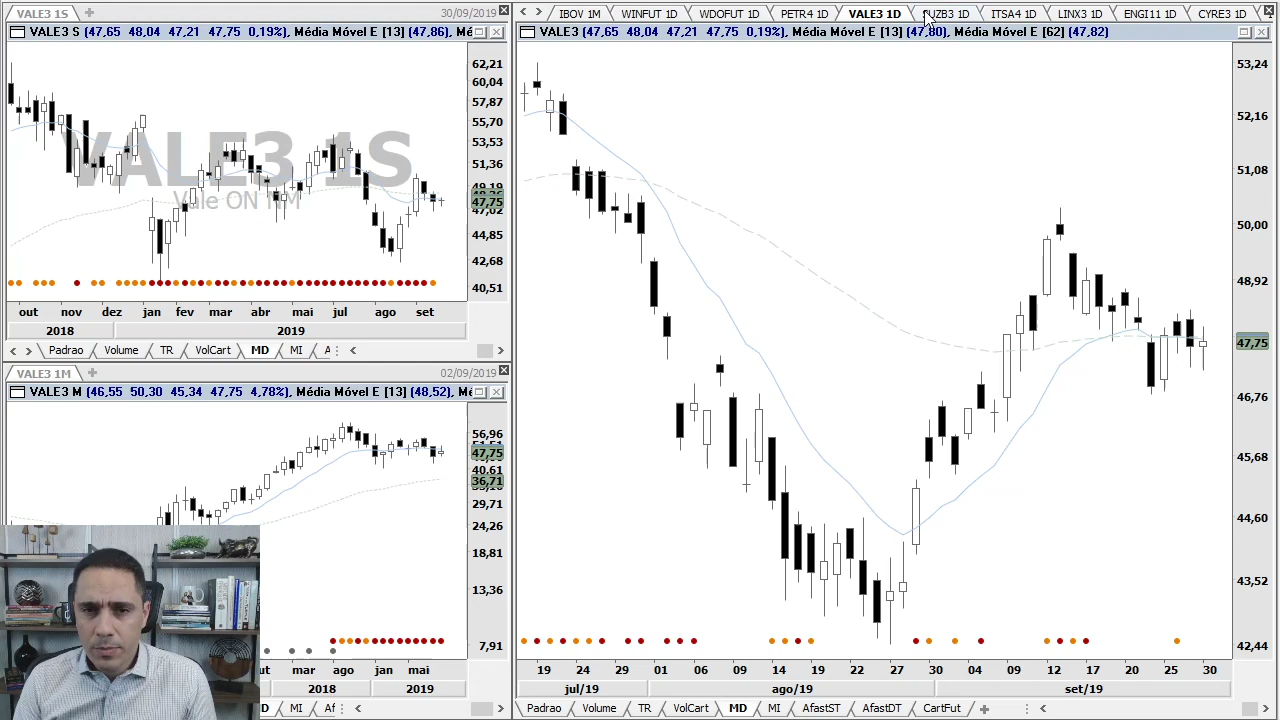 VALE3 1S
30/09/2019
VALE3 S (47,65 48,04 47,21 47,75 0,19%), Média Móvel E [13] (47,86), Mé
62,21
60,04
57,87
55,70
53,53
51,36
49,19
47,75
47,02
44,85
42,68
40,51
VALE3 1S
Vale ON NM
out nov dez jan fev mar abr mai jul ago set
2018 2019
Padrao Volume TR VolCart MD MI A
VALE3 1M
02/09/2019
VALE3 M (46,55 50,30 45,34 47,75 4,78%), Média Móvel E [13] (48,52), Mé
56,96
47,75
40,61
36,71
29,71
24,26
18,81
13,36
7,91
out mar ago jan mai
2018 2019
D MI Af
IBOV 1M WINFUT 1D WDOFUT 1D PETR4 1D VALE3 1D UZB3 1D ITSA4 1D LINX3 1D ENGI11 1D CYRE3 1D
VALE3 D (47,65 48,04 47,21 47,75 0,19%), Média Móvel E [13] (47,80), Média Móvel E [62] (47,82)
53,24
52,16
51,08
50,00
48,92
47,75
46,76
45,68
44,60
43,52
42,44
19 24 29 01 06 09 14 19 22 27 30 04 09 12 17 20 25 30
jul/19 ago/19 set/19
Padrao Volume TR VolCart MD MI AfastST AfastDT CartFut